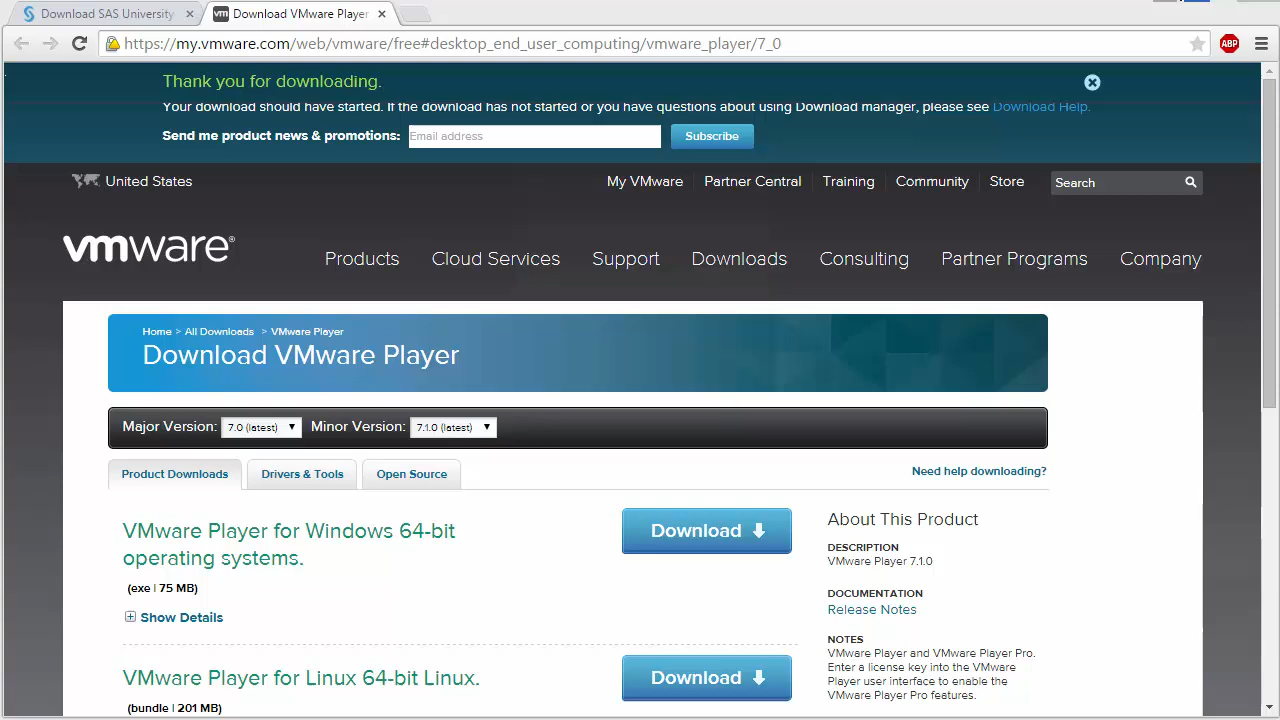 Download SAS University
Download VMware Player
https://my.vmware.com/web/vmware/free#desktop_end_user_computing/vmware_player/7_0
ABP
Thank you for downloading.
Your download should have started. If the download has not started or you have questions about using Download manager, please see Download Help.
Send me product news & promotions: Email address Subscribe
United States
My VMware Partner Central Training Community Store Search
vmware®
Products Cloud Services Support Downloads Consulting Partner Programs Company
Home > All Downloads > VMware Player
Download VMware Player
Major Version: 7.0 (latest) Minor Version: 7.1.0 (latest)
Product Downloads Drivers & Tools Open Source
Need help downloading?
VMware Player for Windows 64-bit
operating systems.
(exe | 75 MB)
Show Details
Download
VMware Player for Linux 64-bit Linux.
(bundle | 201 MB)
Download
About This Product
DESCRIPTION
VMware Player 7.1.0
DOCUMENTATION
Release Notes
NOTES
VMware Player and VMware Player Pro.
Enter a license key into the VMware
Player user interface to enable the
VMware Player Pro features.